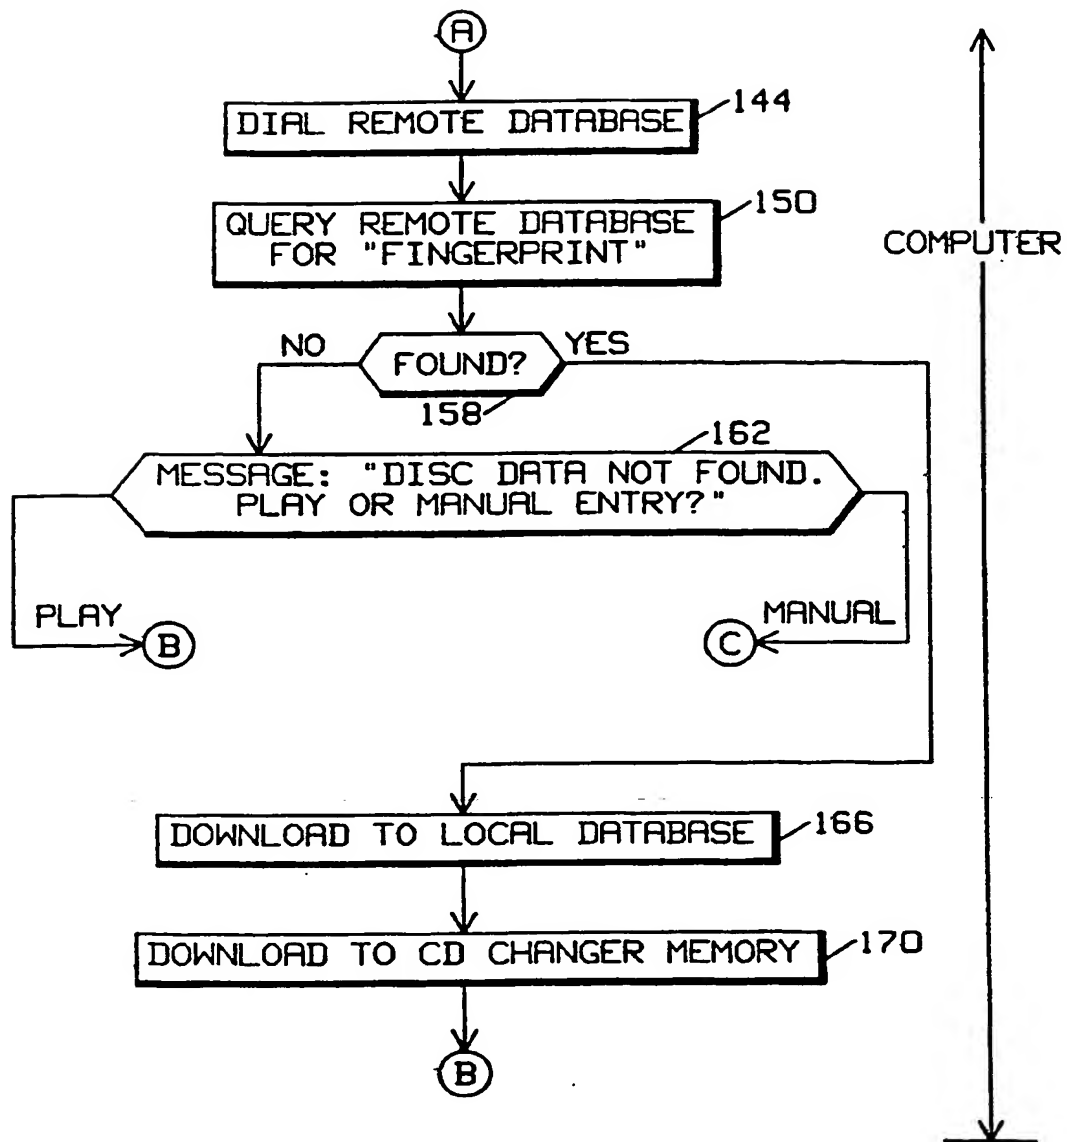 A
DIAL REMOTE DATABASE
144
QUERY REMOTE DATABASE
FOR "FINGERPRINT"
150
COMPUTER
NO
FOUND?
YES
158
162
MESSAGE: "DISC DATA NOT FOUND.
PLAY OR MANUAL ENTRY?"
PLAY
B
MANUAL
C
DOWNLOAD TO LOCAL DATABASE
166
DOWNLOAD TO CD CHANGER MEMORY
170
B